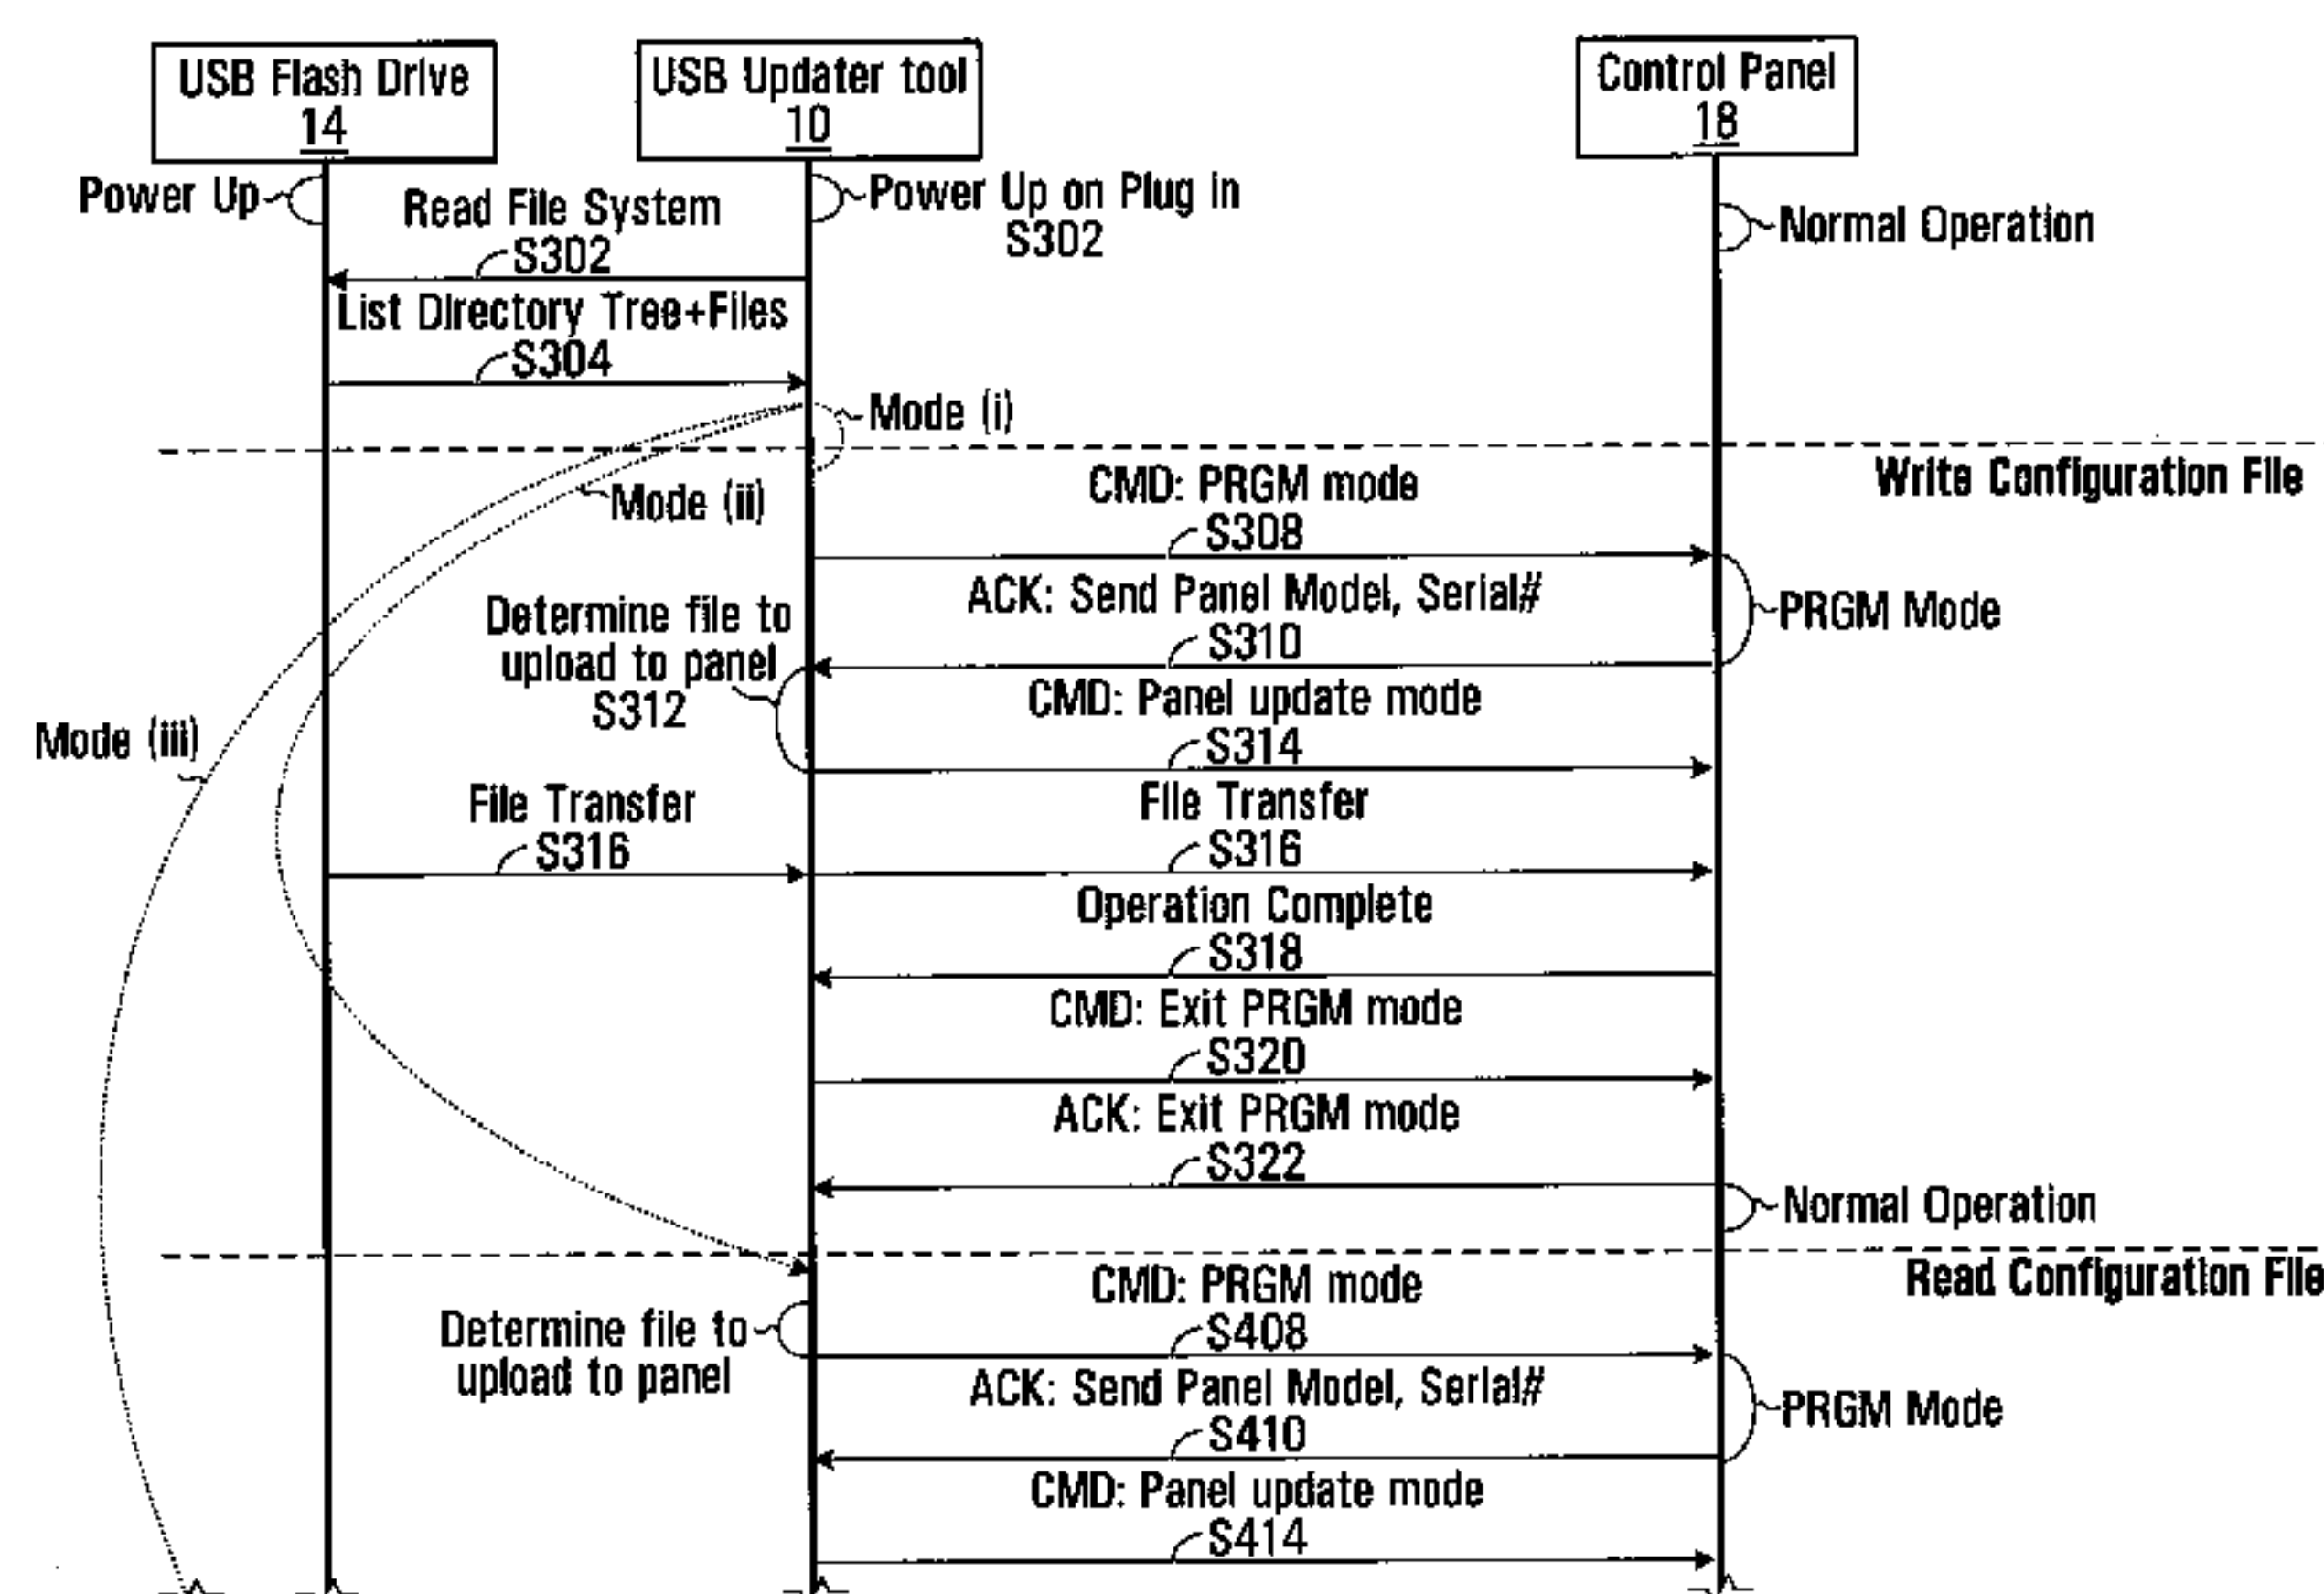 USB Flash Drive
14
USB Updater tool
10
Control Panel
18
Power Up
Read File System
S302
Power Up on Plug in
S302
Normal Operation
List Directory Tree+Files
S304
Mode (i)
Write Configuration File
Mode (ii)
CMD: PRGM mode
S308
ACK: Send Panel Model, Serial#
S310
PRGM Mode
Determine file to
upload to panel
S312
CMD: Panel update mode
S314
Mode (iii)
File Transfer
S316
File Transfer
S316
Operation Complete
S318
CMD: Exit PRGM mode
S320
ACK: Exit PRGM mode
S322
Normal Operation
Read Configuration File
CMD: PRGM mode
S408
Determine file to
upload to panel
ACK: Send Panel Model, Serial#
S410
PRGM Mode
CMD: Panel update mode
S414